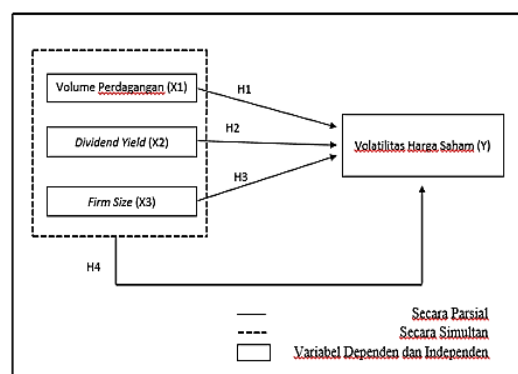 Volume Perdagangan (X1)
H1
H2
Dividend Yield (X2)
Volatilitas Harga Saham (Y)
H3
Firm Size (X3)
H4
Secara Parsial
Secara Simultan
Variabel Dependen dan Independen